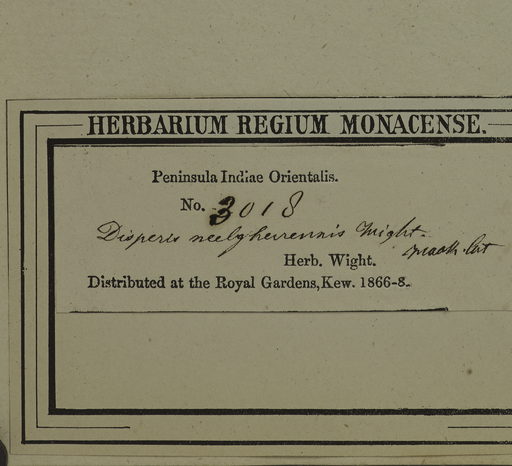 HERBARIUM REGIUM MONACENSE.
Peninsula Indiae Orientalis.
No. 3018
Disperis neelgherrensis Wight.
Herb. Wight.
Distributed at the Royal Gardens, Kew. 1866-8.